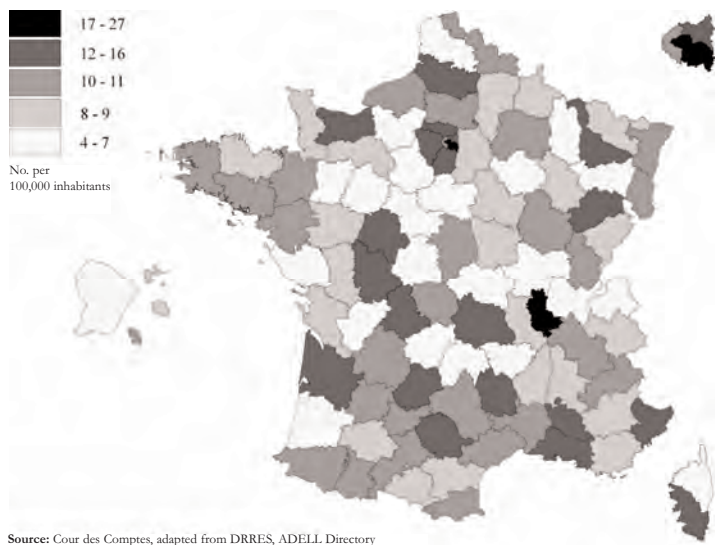 17 - 27
12 - 16
10 - 11
8 - 9
4 - 7
No. per
100,000 inhabitants
Source: Cour des Comptes, adapted from DRRES, ADELL Directory